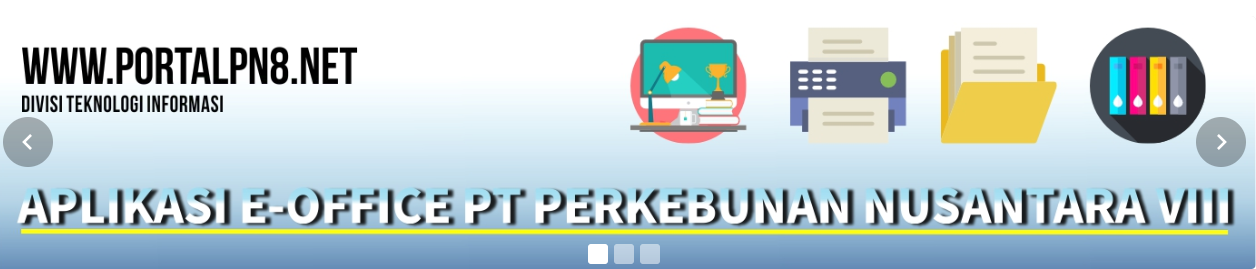 WWW.PORTALPN8.NET
DIVISI TEKNOLOGI INFORMASI
APLIKASI E-OFFICE PT PERKEBUNAN NUSANTARA VIII